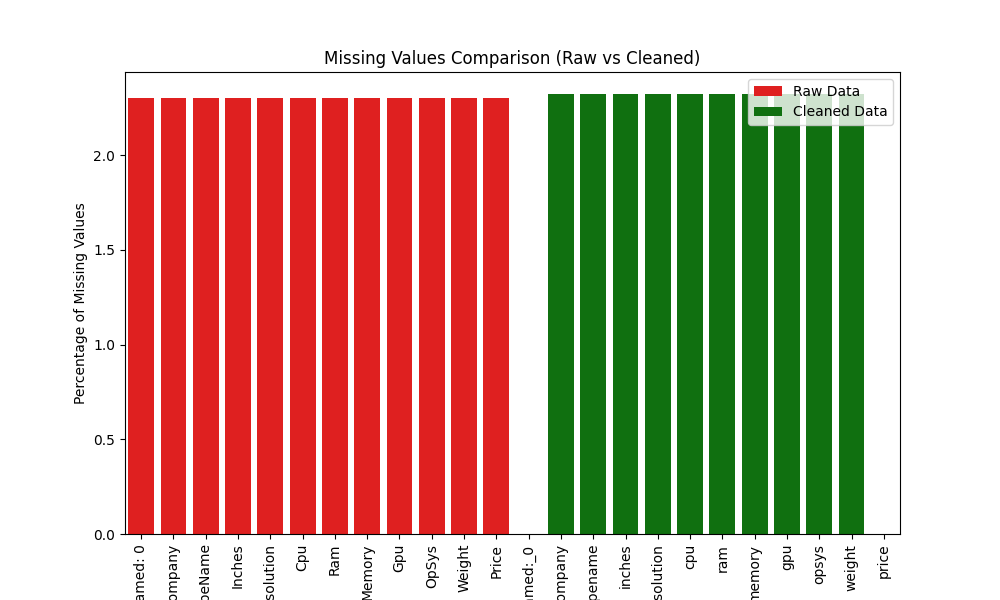 Missing Values Comparison (Raw vs Cleaned)
Raw Data
Cleaned Data
Percentage of Missing Values
2.0
1.5
1.0
0.5
0.0
amed: 0
ompany
peName
Inches
solution
Cpu
Ram
Memory
Gpu
OpSys
Weight
Price
med:_0
ompany
pename
inches
solution
cpu
ram
memory
gpu
opsys
weight
price